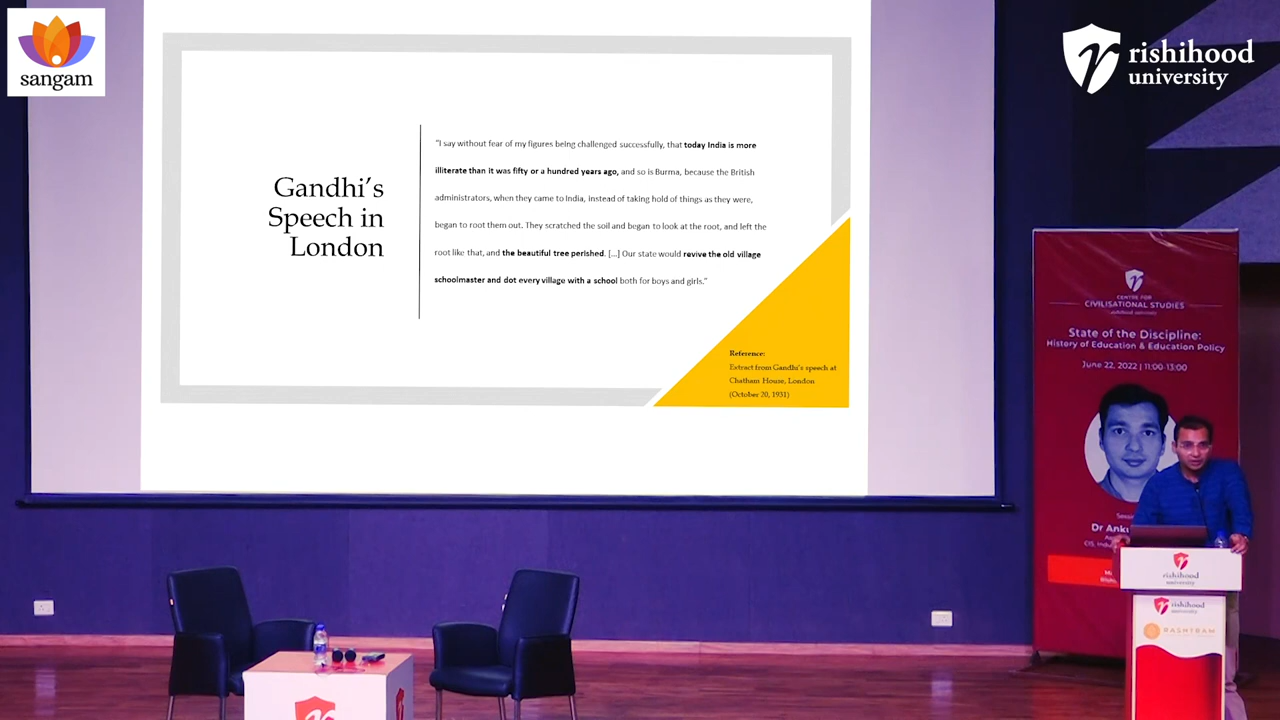 sangam
rishihood
university
Gandhi's
Speech in
London
"I say without fear of my figures being challenged successfully, that today India is more
illiterate than it was fifty or a hundred years ago, and so is Burma, because the British
administrators, when they came to India, instead of taking hold of things as they were,
began to root them out. They scratched the soil and began to look at the root, and left the
root like that, and the beautiful tree perished. [...] Our state would revive the old village
schoolmaster and dot every village with a school both for boys and girls."
Reference:
Extract from Gandhi's speech at
Chatham House, London
(October 20, 1931)
CENTRE FOR
CIVILISATIONAL STUDIES
rishihood university
State of the Discipline:
History of Education & Education Policy
June 22, 2022 | 11:00-13:00
Dr
rishihood
university
rishihood
university
RASHTRAM